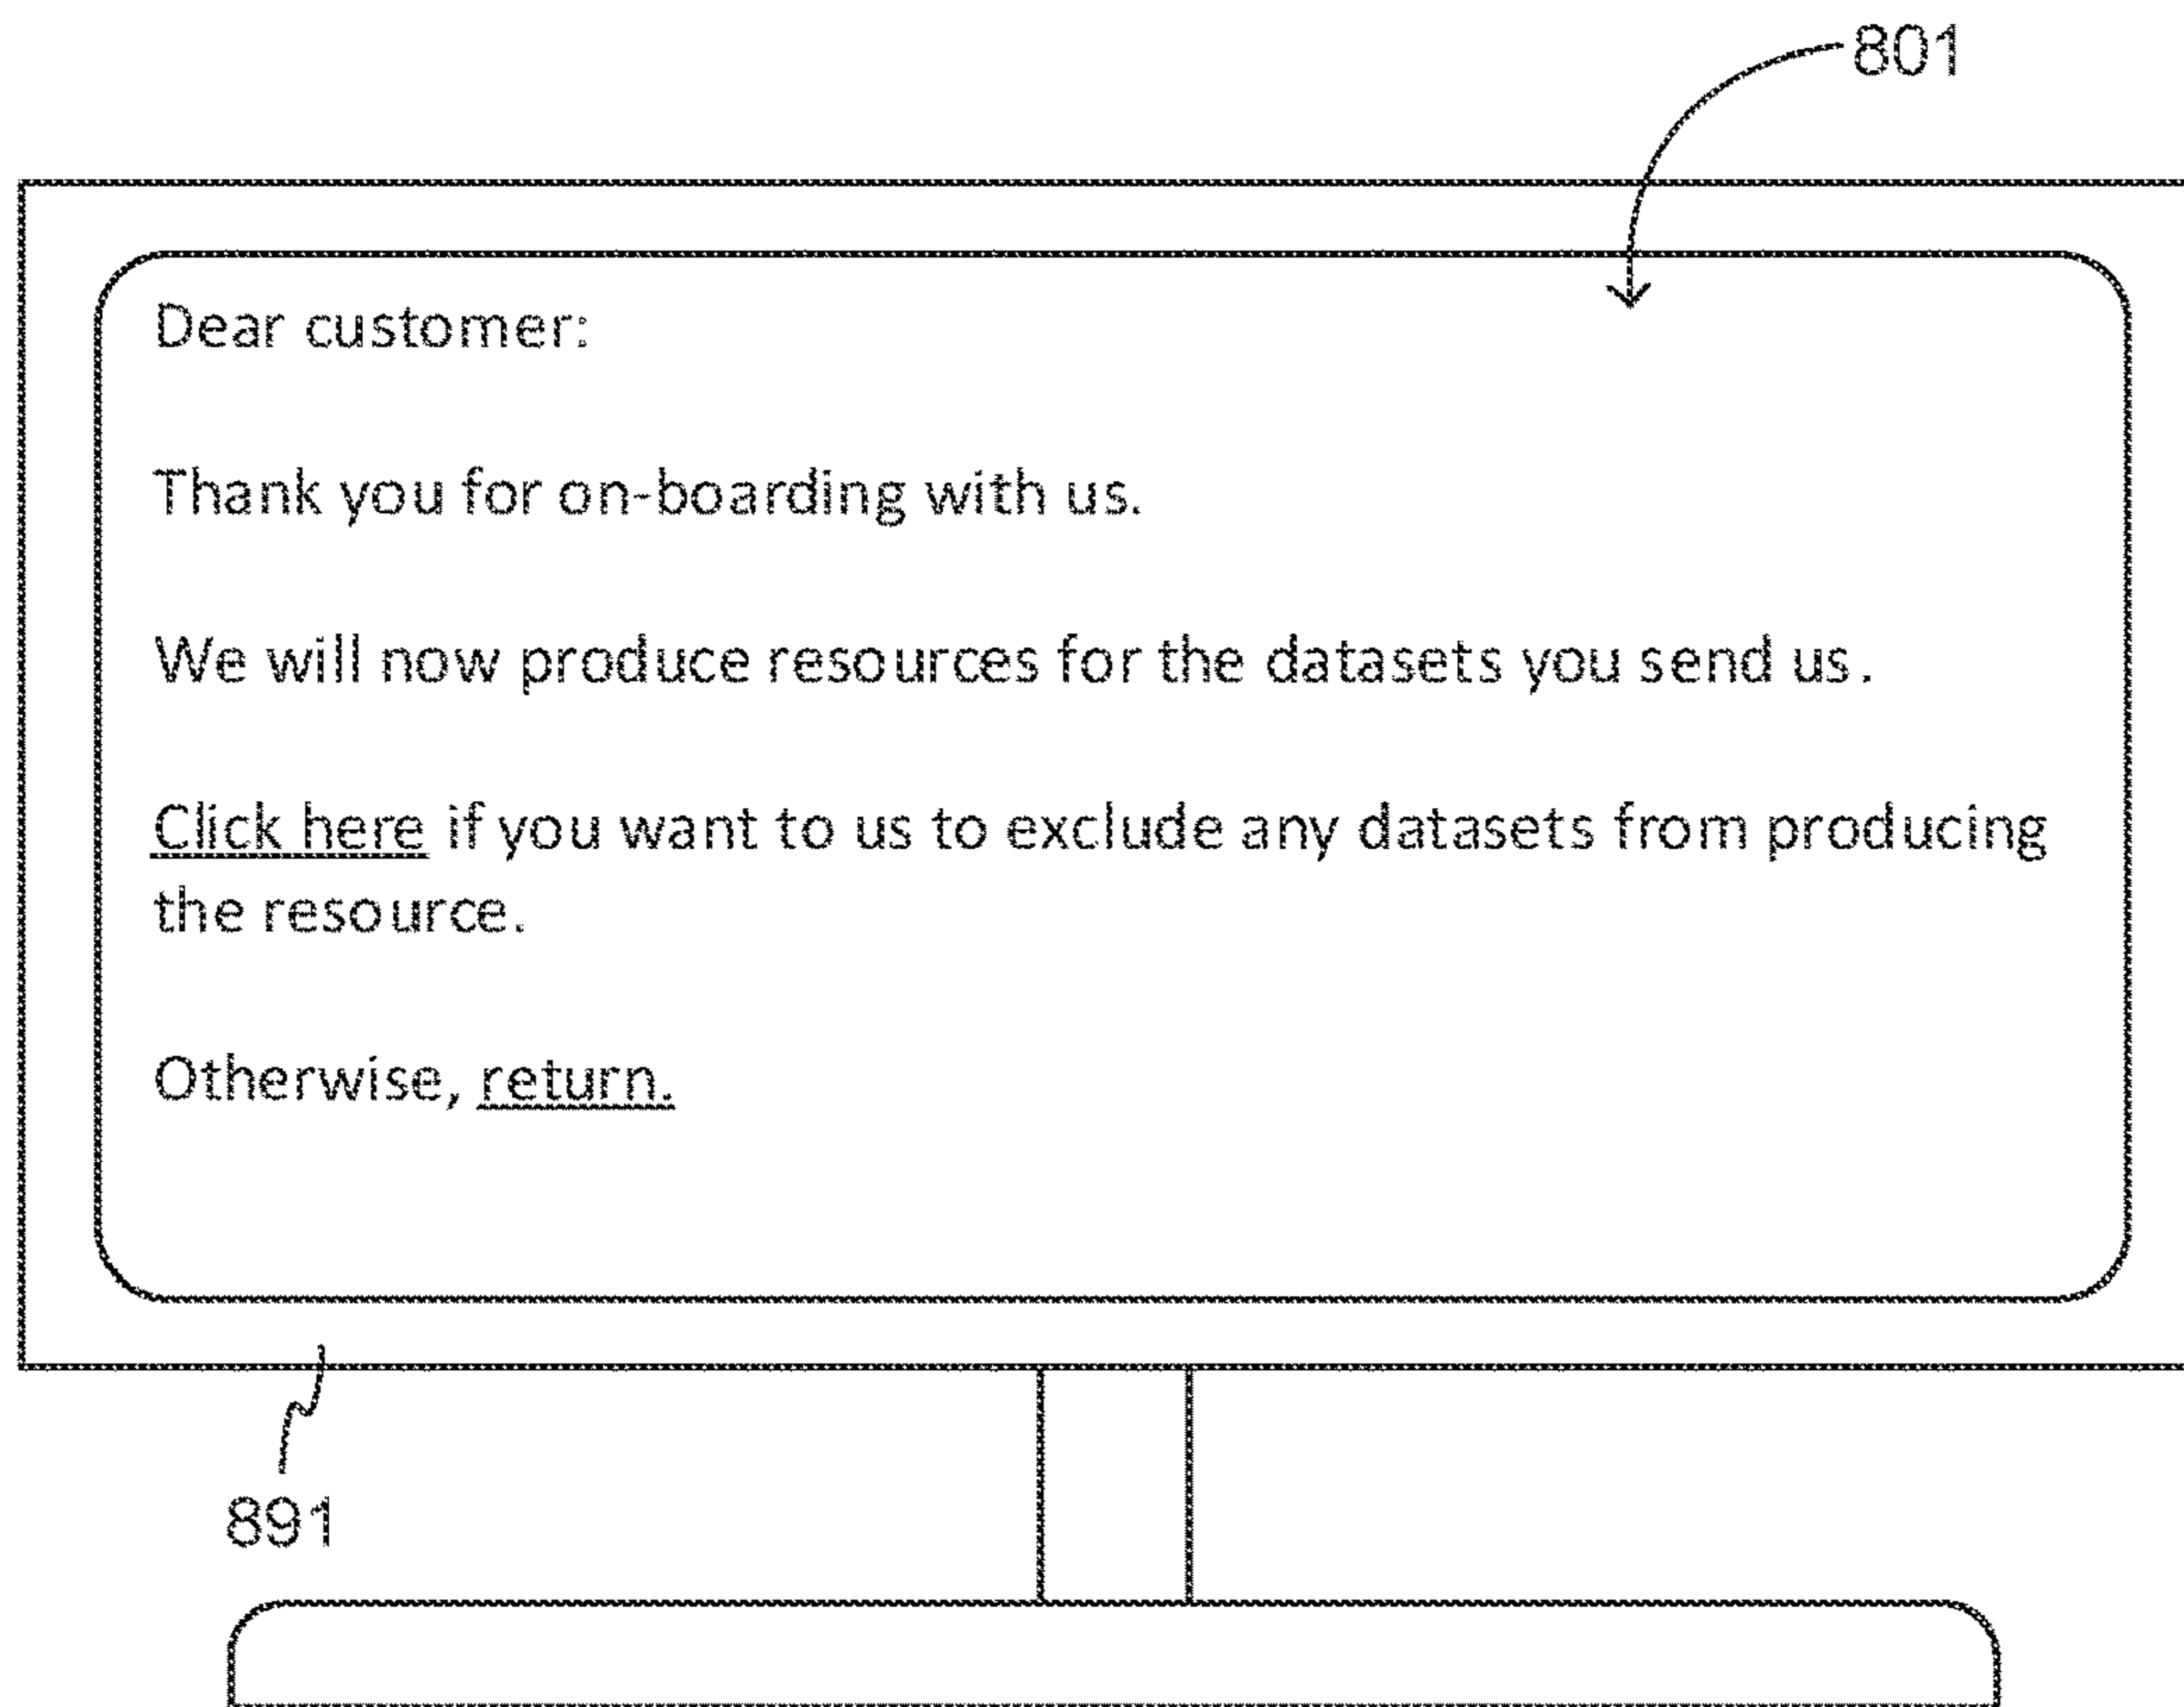 801
Dear customer:
Thank you for on-boarding with us.
We will now produce resources for the datasets you send us.
Click here if you want to us to exclude any datasets from producing
the resource.
Otherwise, return.
891